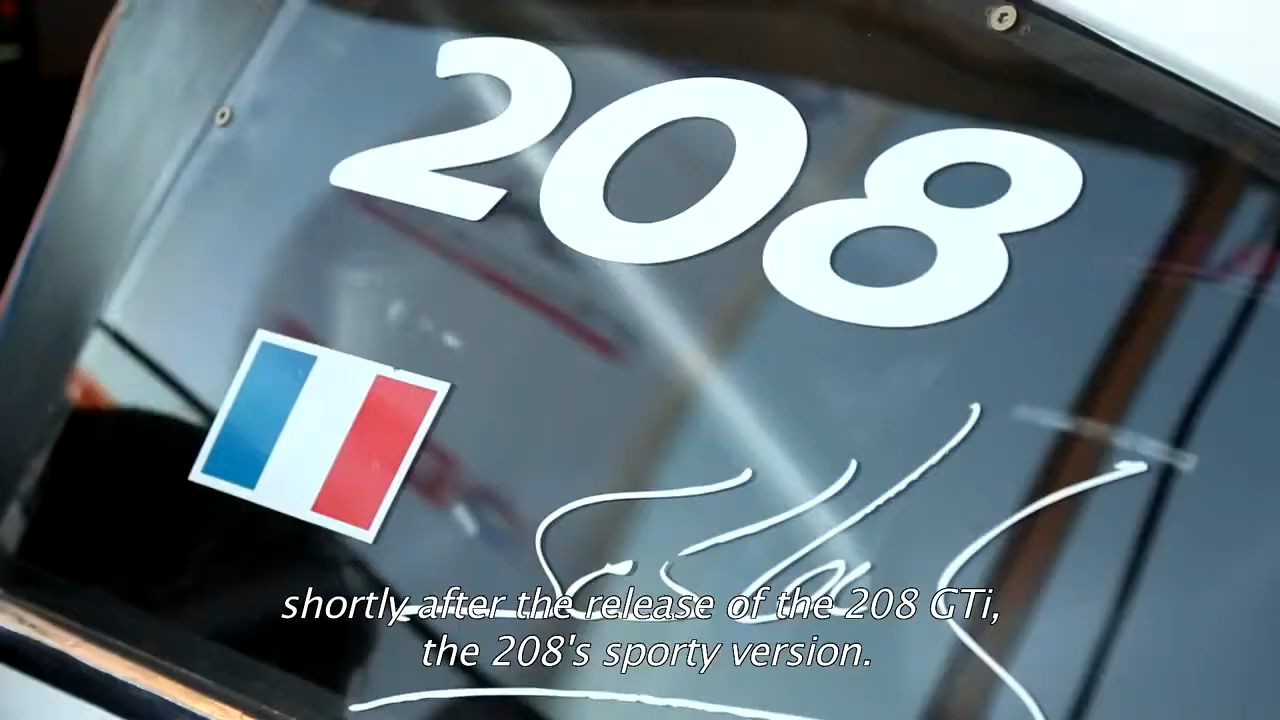 208
shortly after the release of the 208 GTi,
the 208's sporty version.